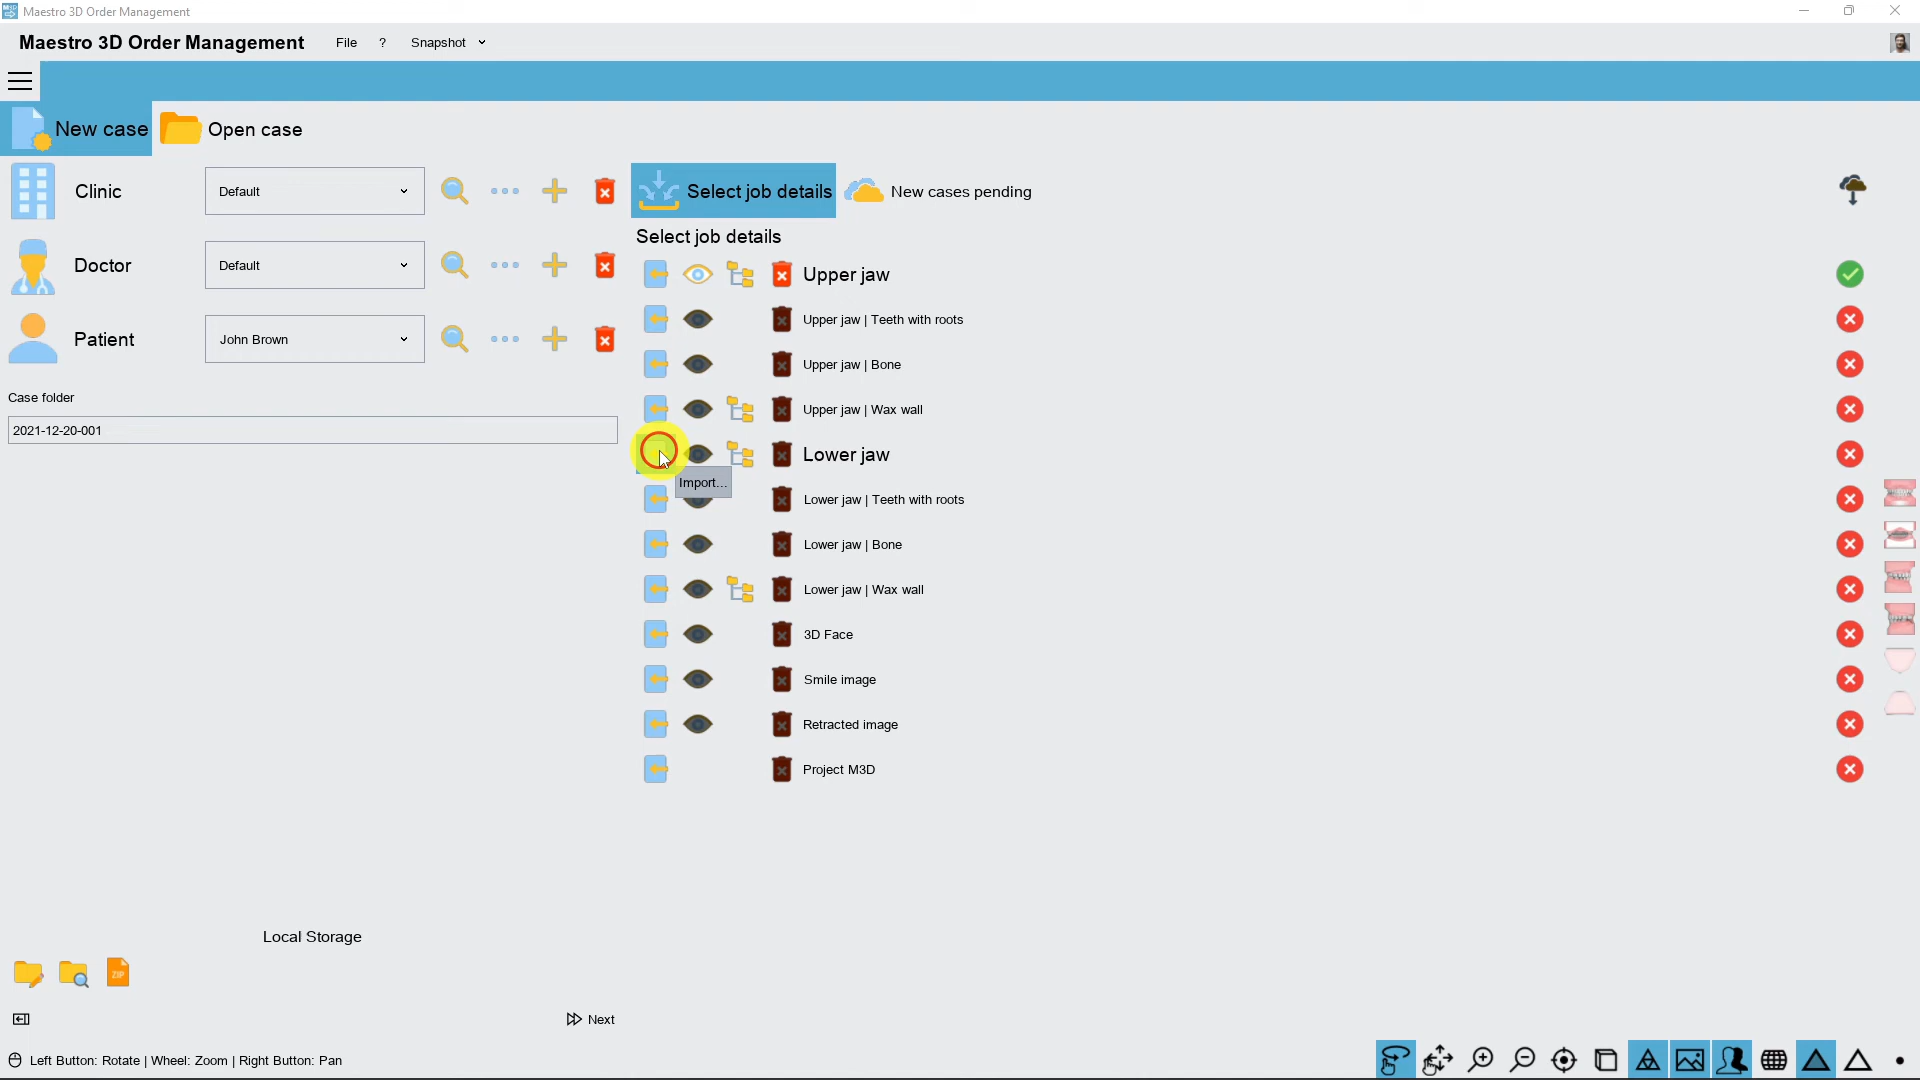 Maestro 3D Order Management
Maestro 3D Order Management File ? Snapshot
New case Open case
Clinic Default
Select job details New cases pending
Select job details
Doctor Default
Upper jaw
Upper jaw | Teeth with roots
Patient John Brown
Upper jaw | Bone
Case folder
Upper jaw | Wax wall
2021-12-20-001
Lower jaw
Import...
Lower jaw | Teeth with roots
Lower jaw | Bone
Lower jaw | Wax wall
3D Face
Smile image
Retracted image
Project M3D
Local Storage
ZIP
Next
Left Button: Rotate | Wheel: Zoom | Right Button: Pan